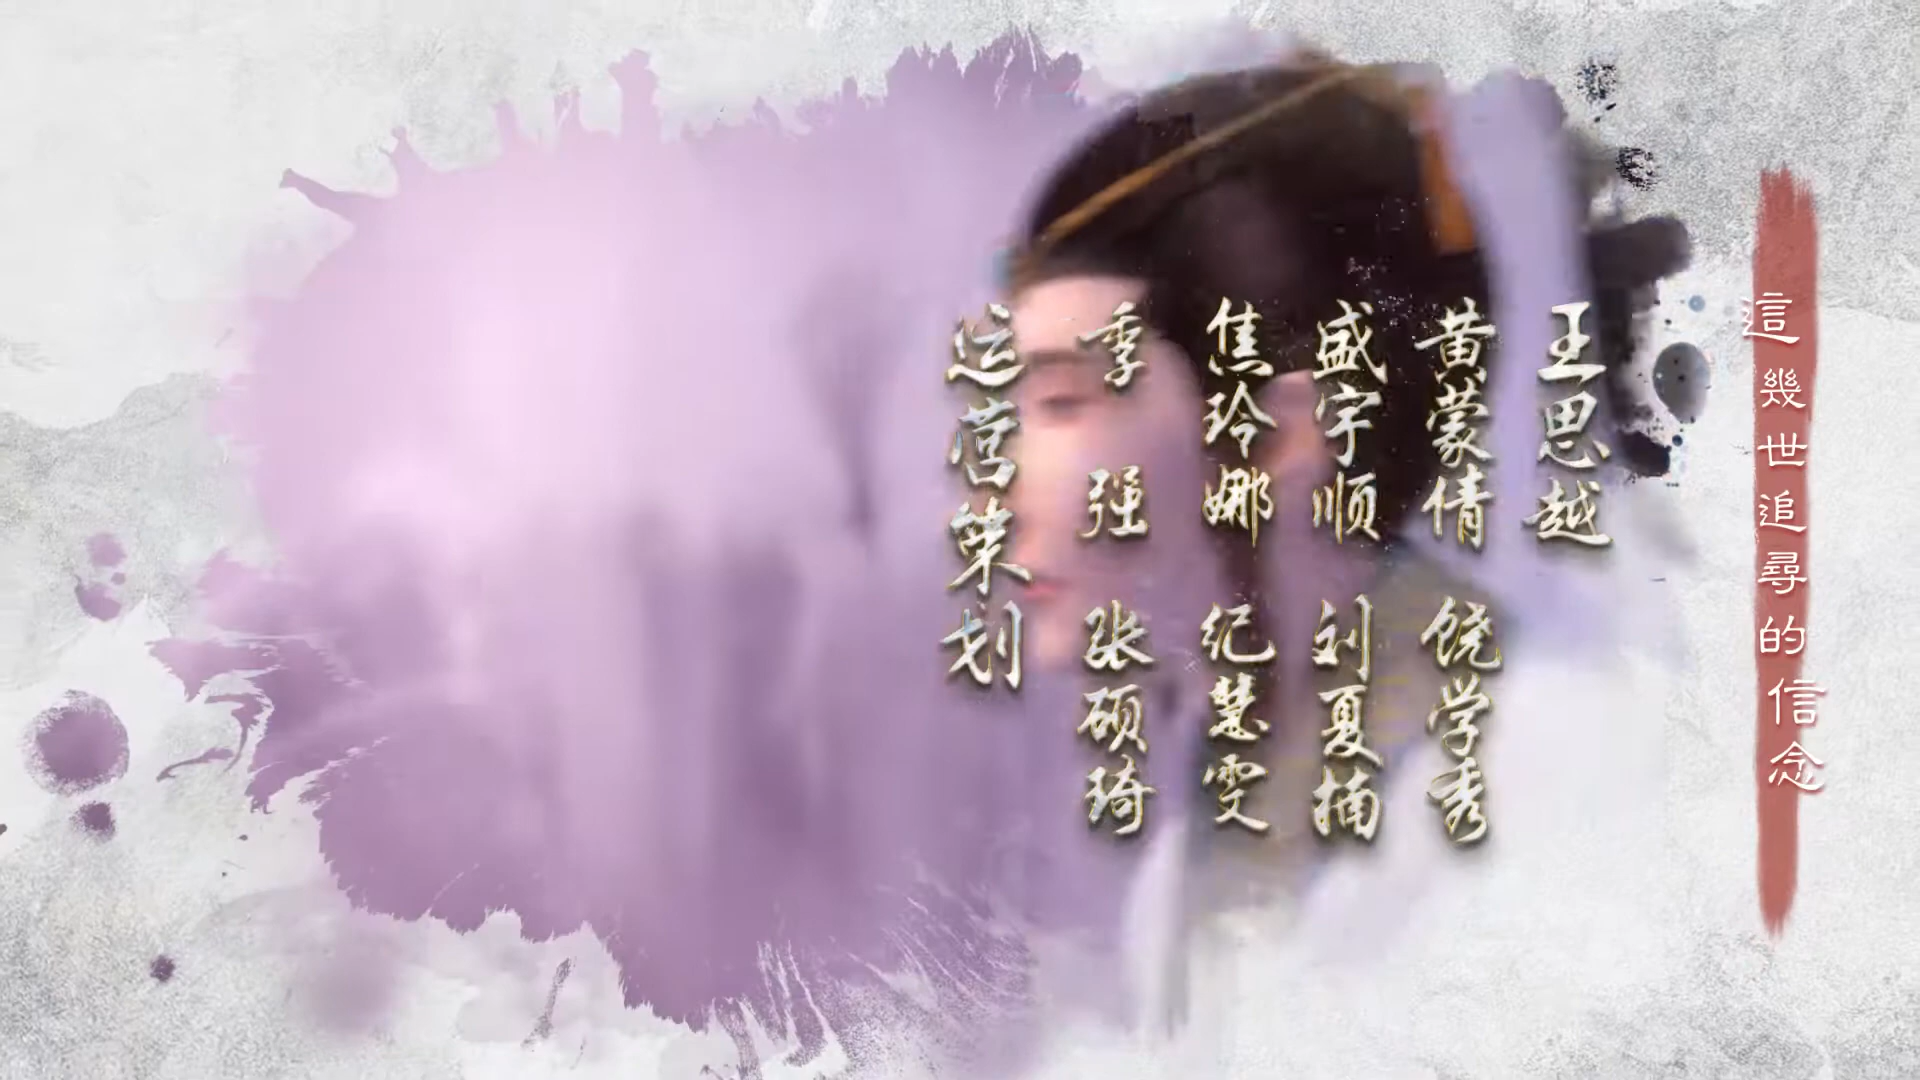 运营策划
季强 张硕琦
焦玲娜 纪慧雯
盛宇顺 刘夏楠
黄蒙倩 饶学秀
王思越
這幾世追尋的信念